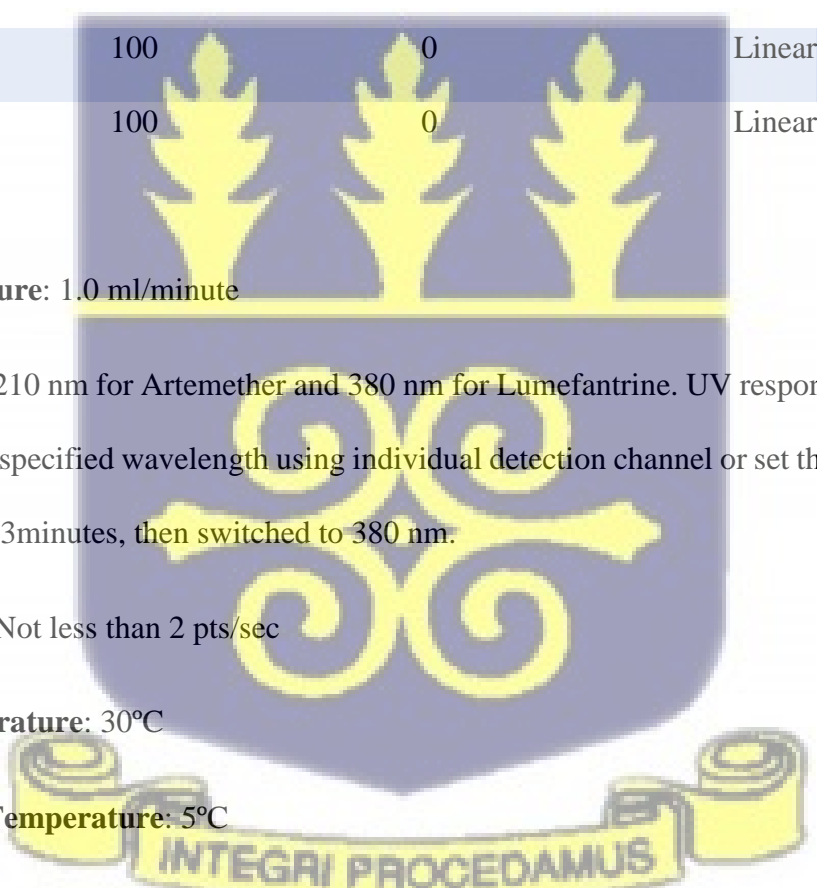 100 0 Linear
100 0 Linear
ure: 1.0 ml/minute
210 nm for Artemether and 380 nm for Lumefantrine. UV respon
specified wavelength using individual detection channel or set th
3minutes, then switched to 380 nm.
Not less than 2 pts/sec
rature: 30ºC
Temperature: 5ºC
INTEGRI PROCEDAMUS